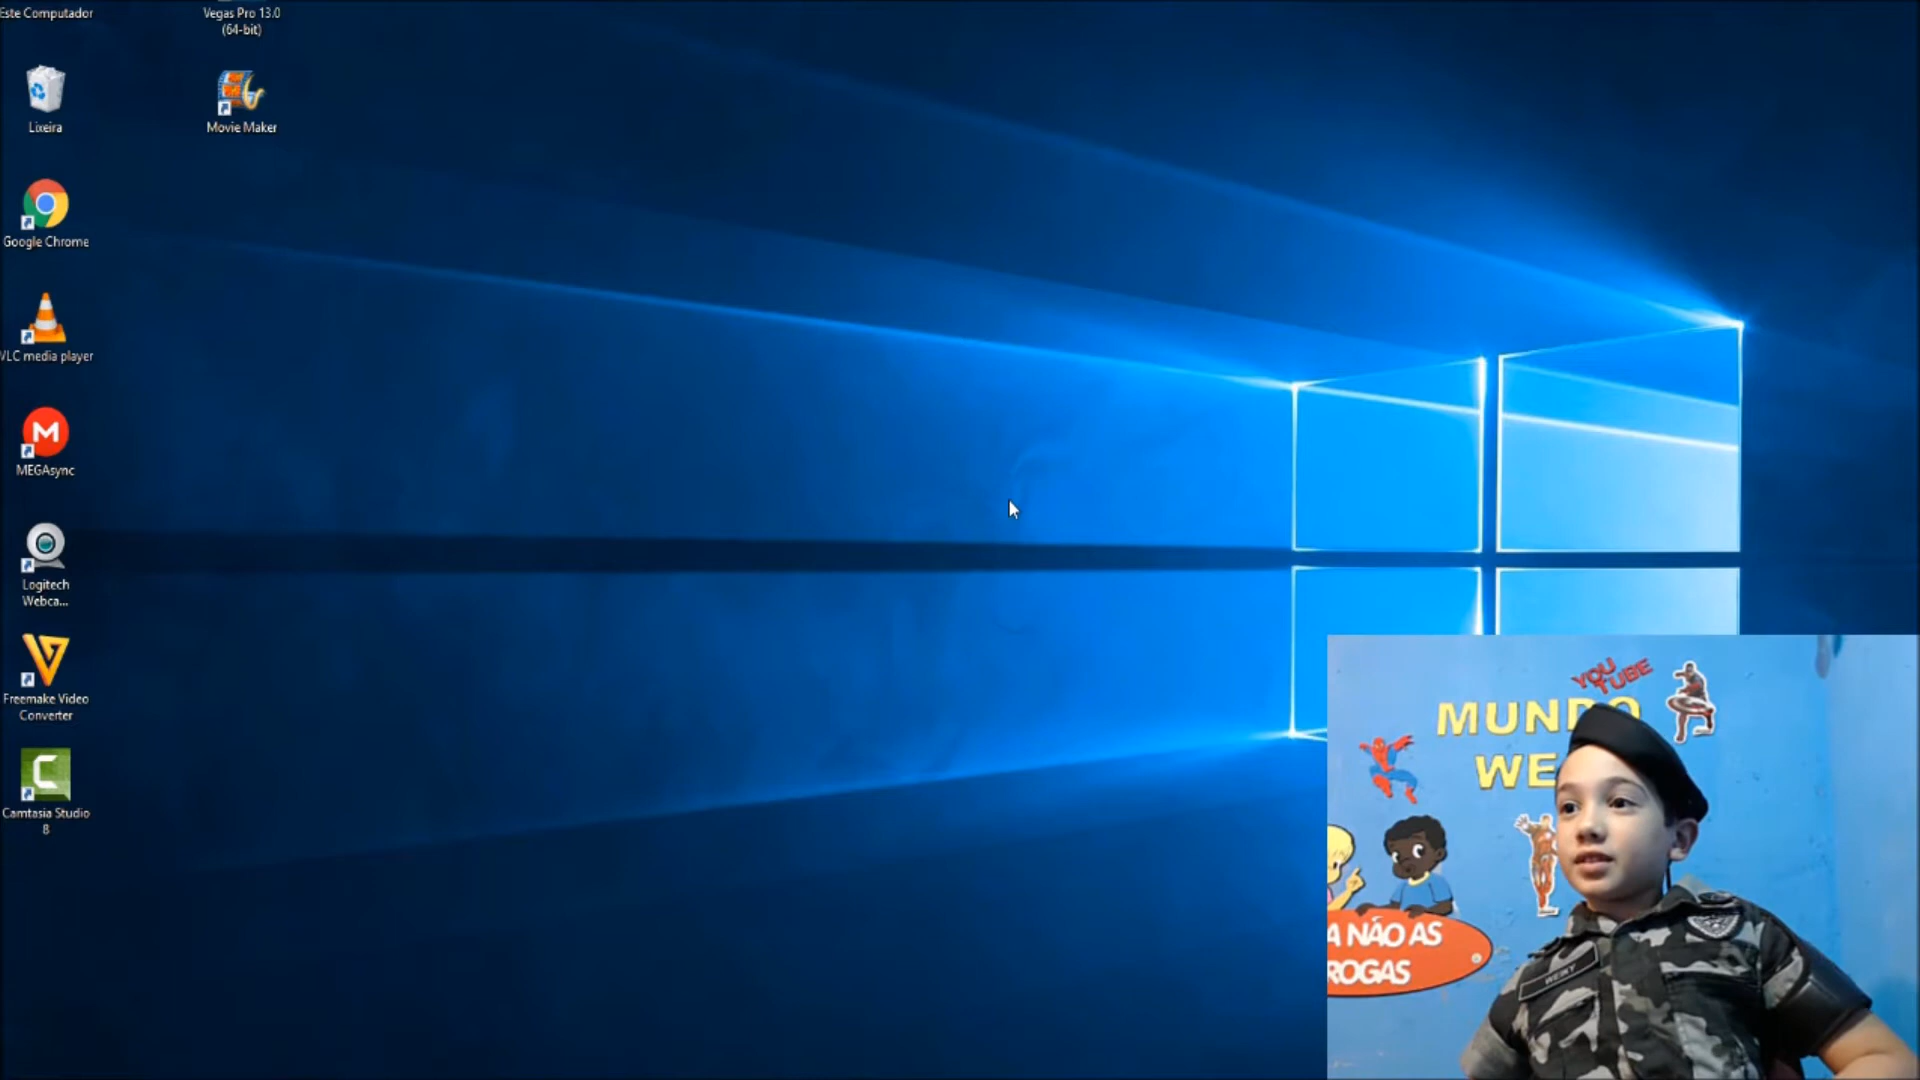 Este Computador
Vegas Pro 13.0
(64-bit)
Lixeira
Movie Maker
Google Chrome
VLC media player
MEGAsync
Logitech
Webca...
Freemake Video
Converter
Camtasia Studio
8
YOU
TUBE
MUNDO
WE
A NÃO AS
ROGAS
WEINY